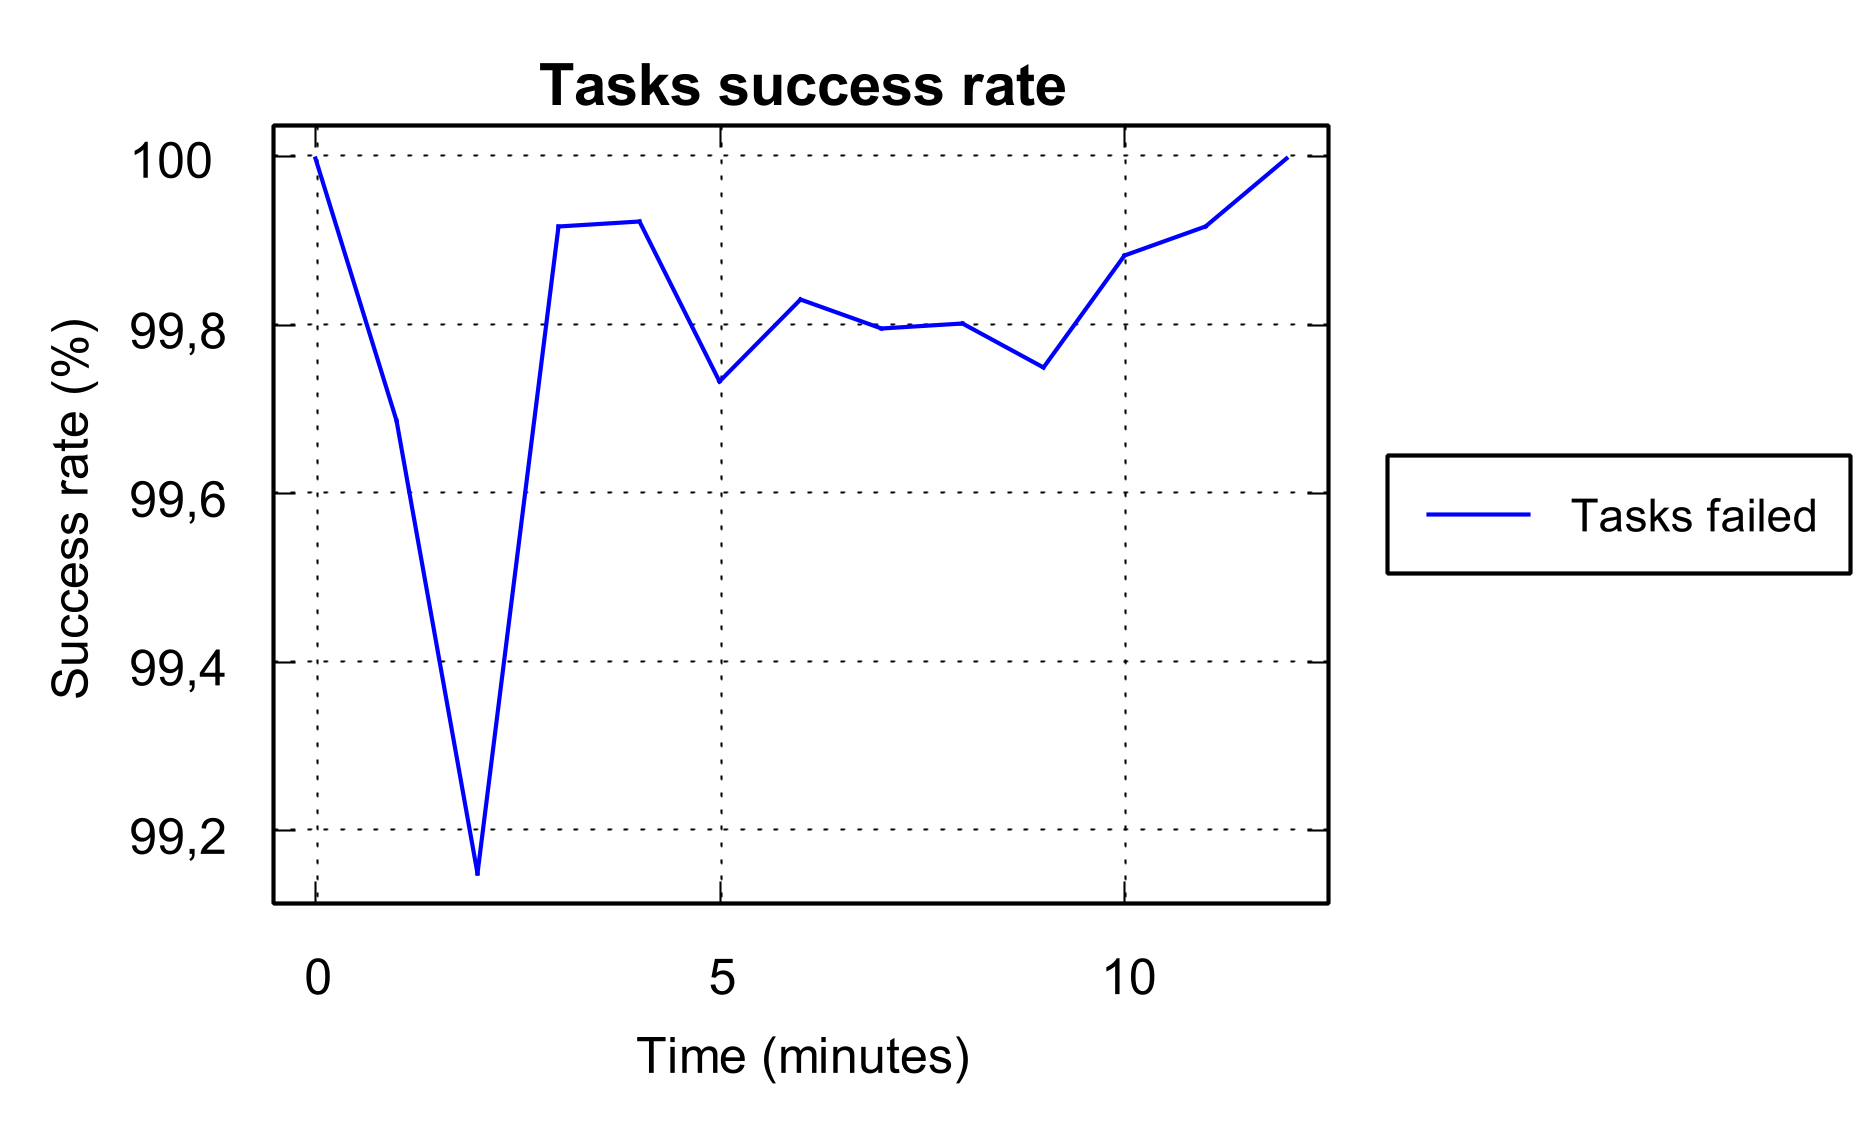 Tasks success rate
100
99,8
99,6
99,4
99,2
Success rate (%)
0 5 10
Time (minutes)
Tasks failed